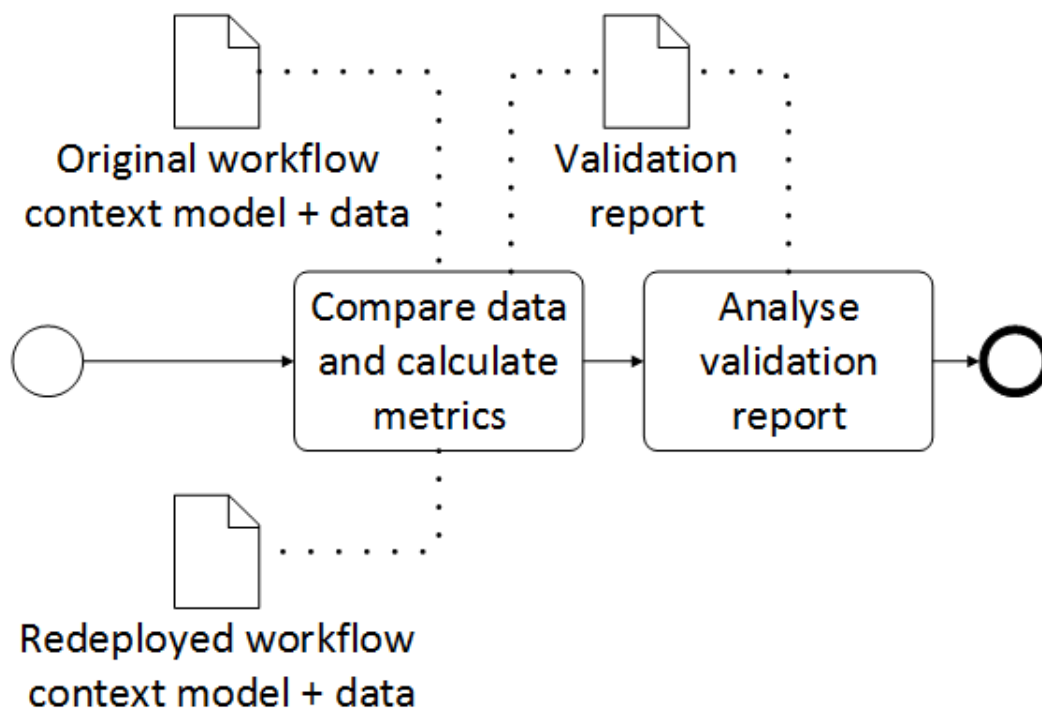 Original workflow
context model + data
Validation
report
Compare data
and calculate
metrics
Analyse
validation
report
Redeployed workflow
context model + data